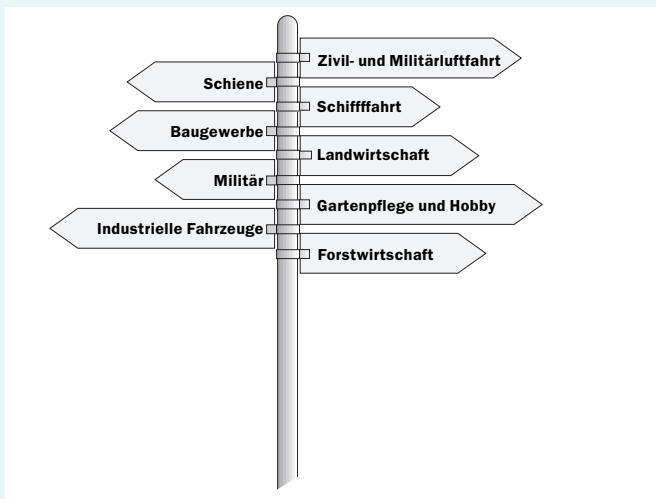 Zivil- und Militärluftfahrt
Schiene
Schiffffahrt
Baugewerbe
Landwirtschaft
Militär
Gartenpflege und Hobby
Industrielle Fahrzeuge
Forstwirtschaft